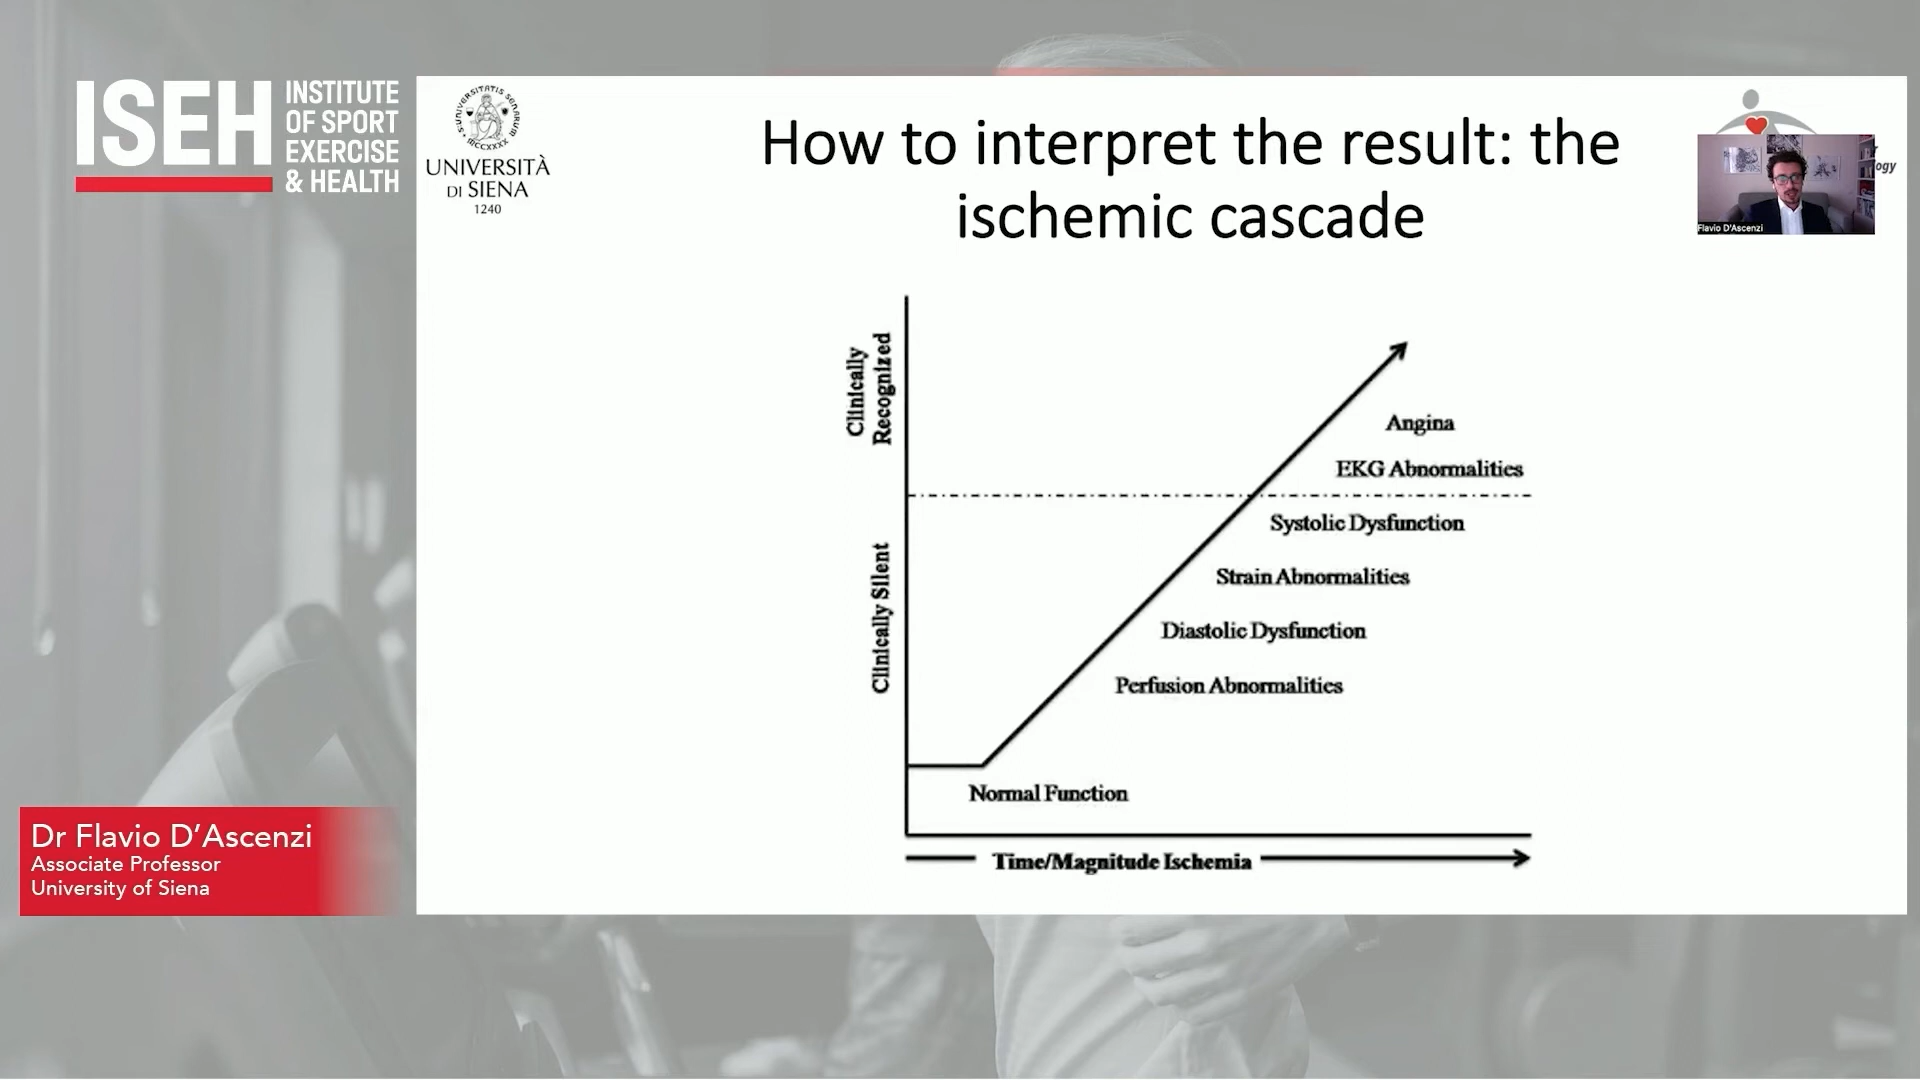 ISEH
INSTITUTE
OF SPORT
EXERCISE
& HEALTH
UNIVERSITÀ
DI SIENA
1240
How to interpret the result: the
ischemic cascade
ogy
Flavio D'Ascenzi
Clinically
Recognized
Clinically Silent
Angina
EKG Abnormalities
Systolic Dysfunction
Strain Abnormalities
Diastolic Dysfunction
Perfusion Abnormalities
Normal Function
Time/Magnitude Ischemia
Dr Flavio D'Ascenzi
Associate Professor
University of Siena